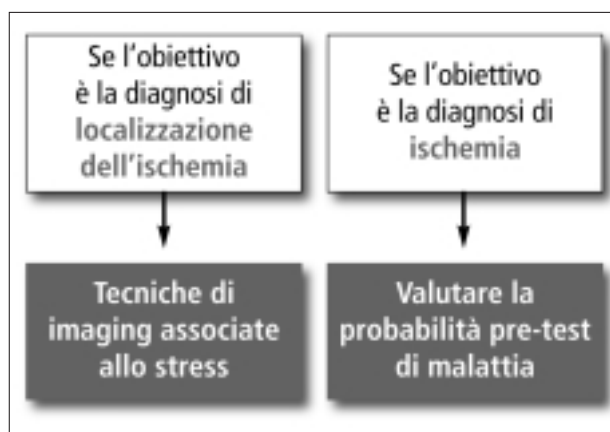 Se l'obiettivo
è la diagnosi di
localizzazione
dell'ischemia
Se l'obiettivo
è la diagnosi di
ischemia
Tecniche di
imaging associate
allo stress
Valutare la
probabilità pre-test
di malattia